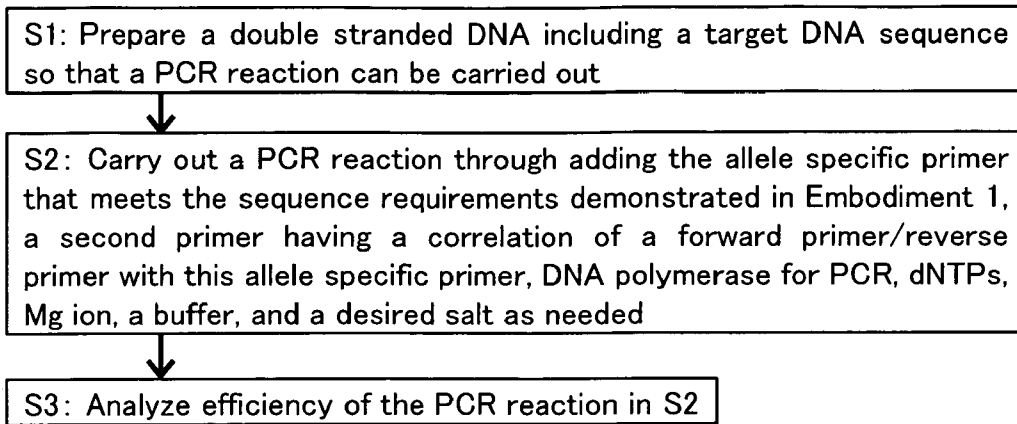 S1: Prepare a double stranded DNA including a target DNA sequence
so that a PCR reaction can be carried out
S2: Carry out a PCR reaction through adding the allele specific primer
that meets the sequence requirements demonstrated in Embodiment 1,
a second primer having a correlation of a forward primer/reverse
primer with this allele specific primer, DNA polymerase for PCR, dNTPs,
Mg ion, a buffer, and a desired salt as needed
S3: Analyze efficiency of the PCR reaction in S2